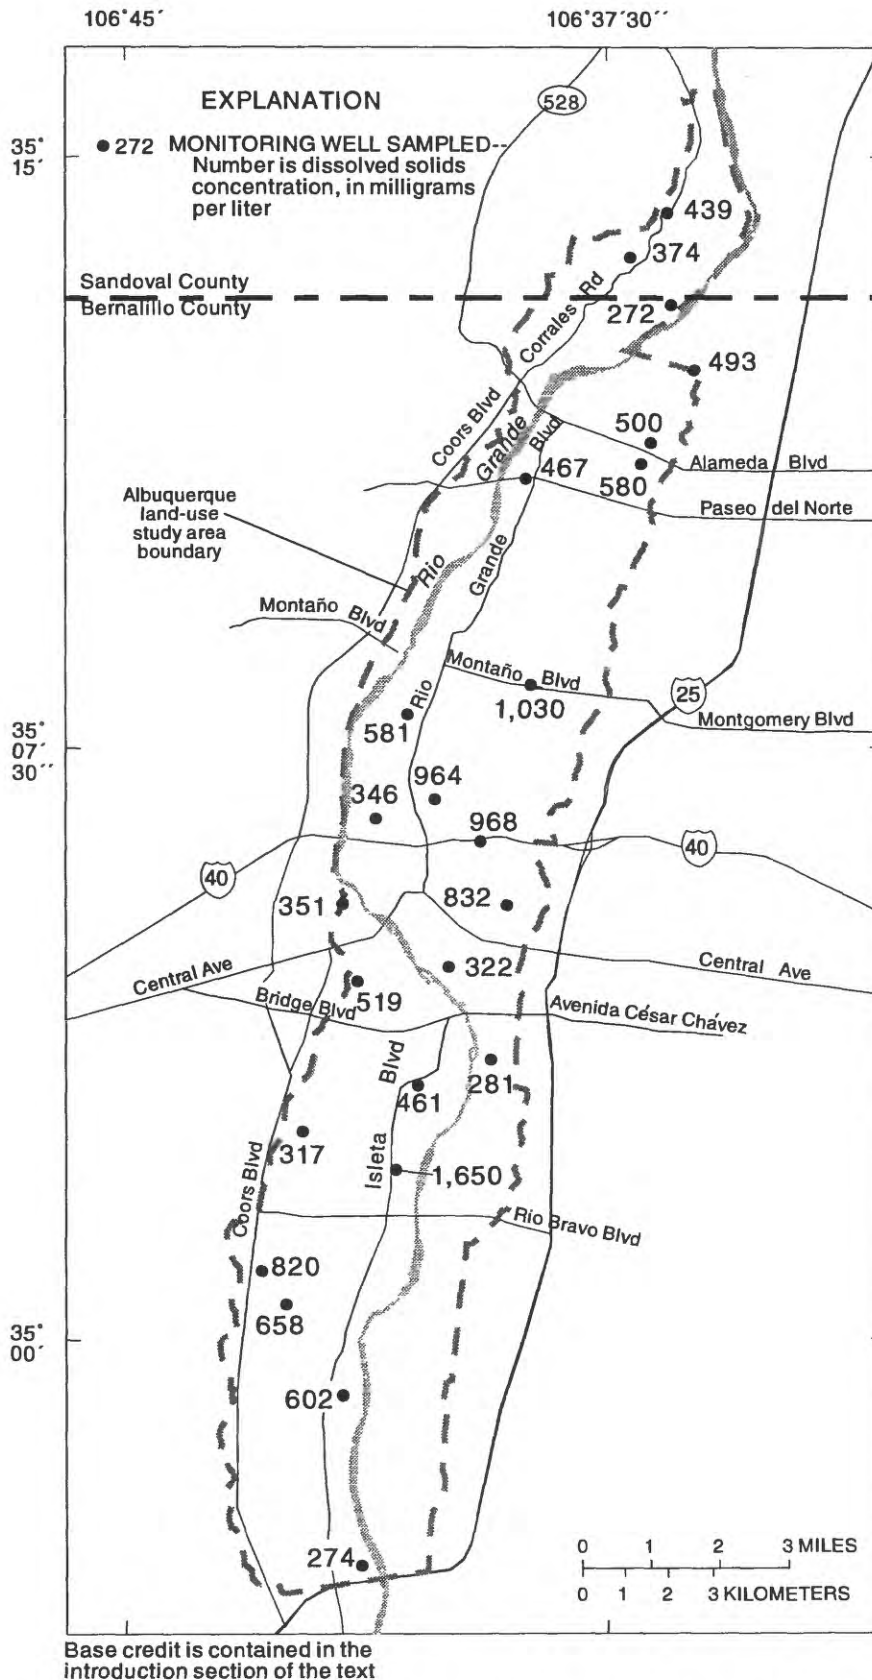 106°45′
106°37′30′′
EXPLANATION
528
272 MONITORING WELL SAMPLED--
Number is dissolved solids
concentration, in milligrams
per liter
35°
15′
439
374
Sandoval County
Bernalillo County
272
Corrales Rd
493
Coors Blvd
Grande
Blvd
500
467
580
Alameda Blvd
Paseo del Norte
Albuquerque
land-use
study area
boundary
Rio
Grande
Montaño Blvd
Montaño Blvd
25
Rio
581
1,030
Montgomery Blvd
35°
07′
30′′
964
346
968
40
40
351
832
322
Central Ave
Central Ave
519
Bridge Blvd
Avenida César Chávez
Blvd
281
461
317
Isleta
1,650
Coors Blvd
Rio Bravo Blvd
820
658
35°
00′
602
274
0 1 2 3 MILES
0 1 2 3 KILOMETERS
Base credit is contained in the
introduction section of the text